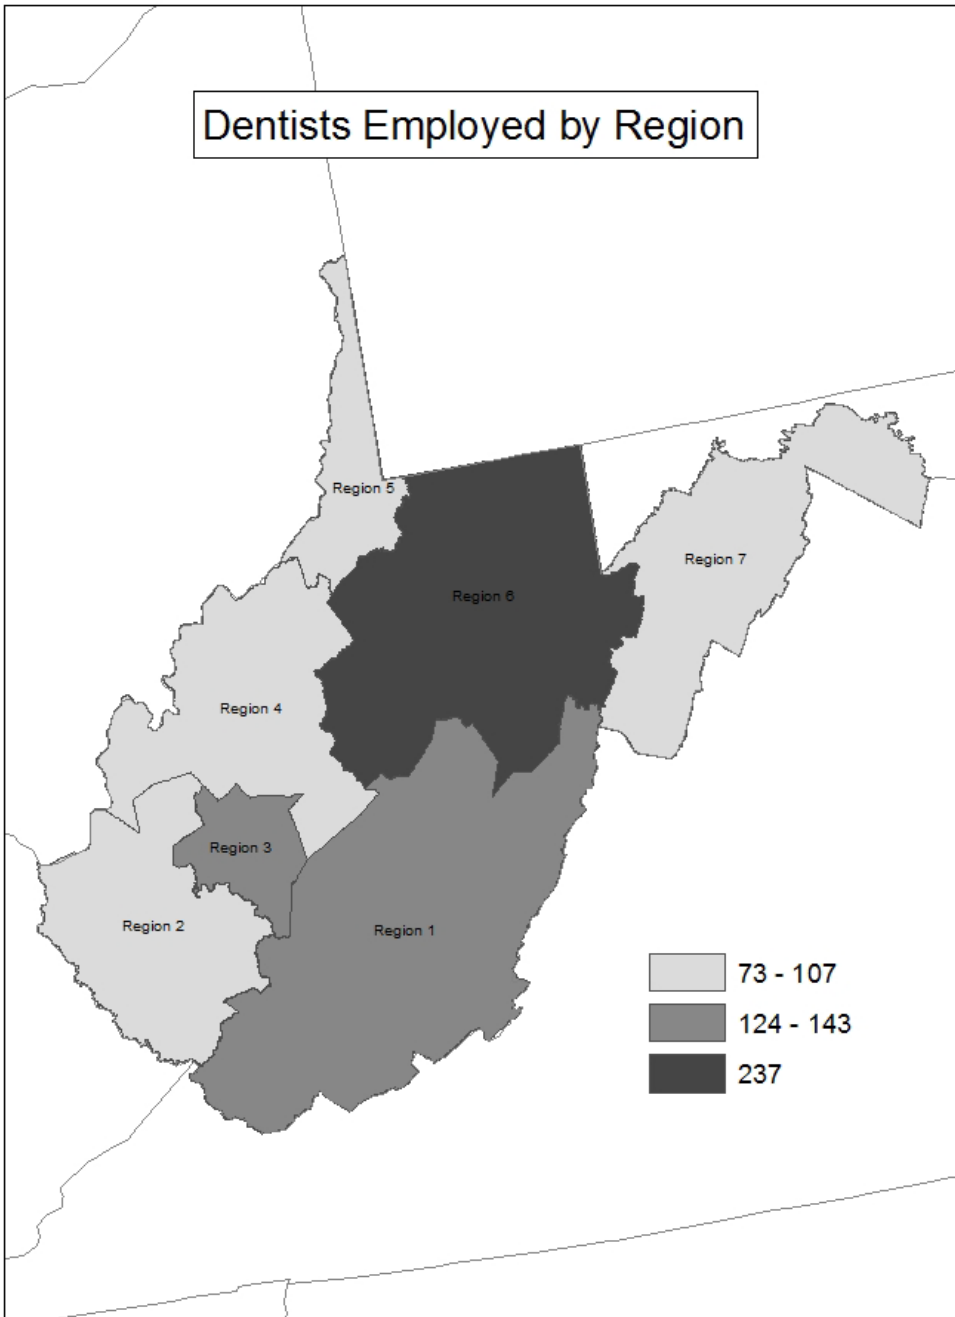 Dentists Employed by Region
Region 5
Region 7
Region 6
Region 4
Region 3
Region 2
Region 1
73 - 107
124 - 143
237